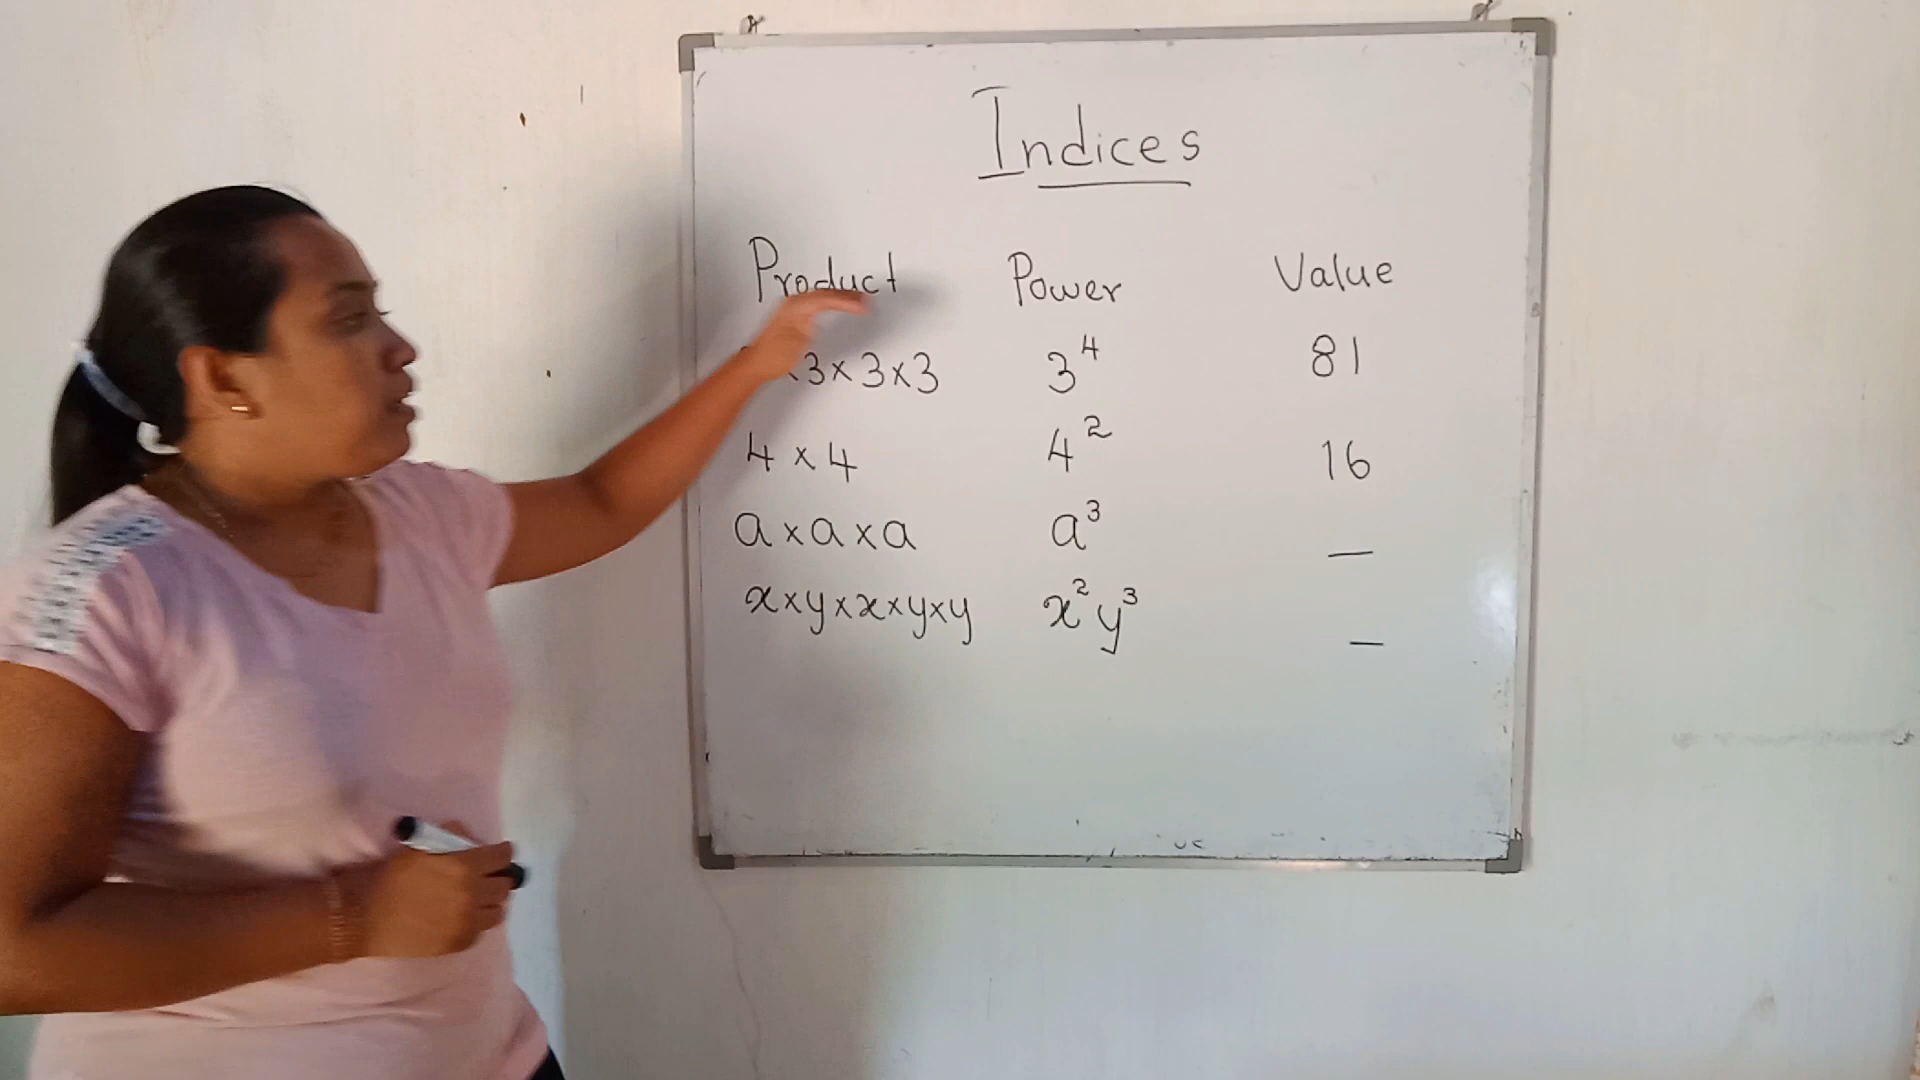 Indices
Product Power Value
×3×3×3 3⁴ 81
4×4 4² 16
a×a×a a³ _
x×y×x×y×y x²y³ _